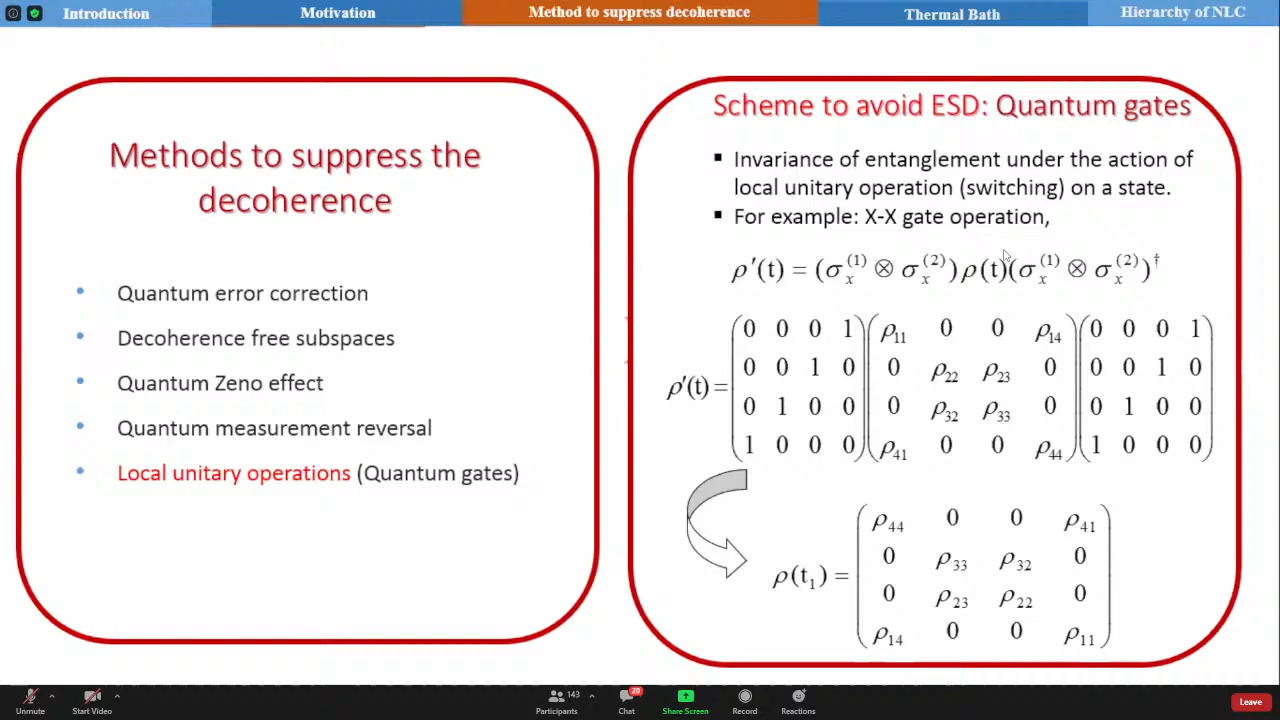 Introduction
Motivation
Method to suppress decoherence
Thermal Bath
Hierarchy of NLC
Methods to suppress the
decoherence
• Quantum error correction
• Decoherence free subspaces
• Quantum Zeno effect
• Quantum measurement reversal
• Local unitary operations (Quantum gates)
Scheme to avoid ESD: Quantum gates
▪ Invariance of entanglement under the action of
local unitary operation (switching) on a state.
▪ For example: X-X gate operation,
ρ'(t) = (σ_x^(1) ⊗ σ_x^(2)) ρ(t)(σ_x^(1) ⊗ σ_x^(2))^†
ρ'(t) =
0 0 0 1 ρ11 0 0 ρ14 0 0 0 1
0 0 1 0 0 ρ22 ρ23 0 0 0 1 0
0 1 0 0 0 ρ32 ρ33 0 0 1 0 0
1 0 0 0 ρ41 0 0 ρ44 1 0 0 0
ρ(t1) =
ρ44 0 0 ρ41
0 ρ33 ρ32 0
0 ρ23 ρ22 0
ρ14 0 0 ρ11
Unmute
Start Video
143
Participants
20
Chat
Share Screen
Record
Reactions
Leave